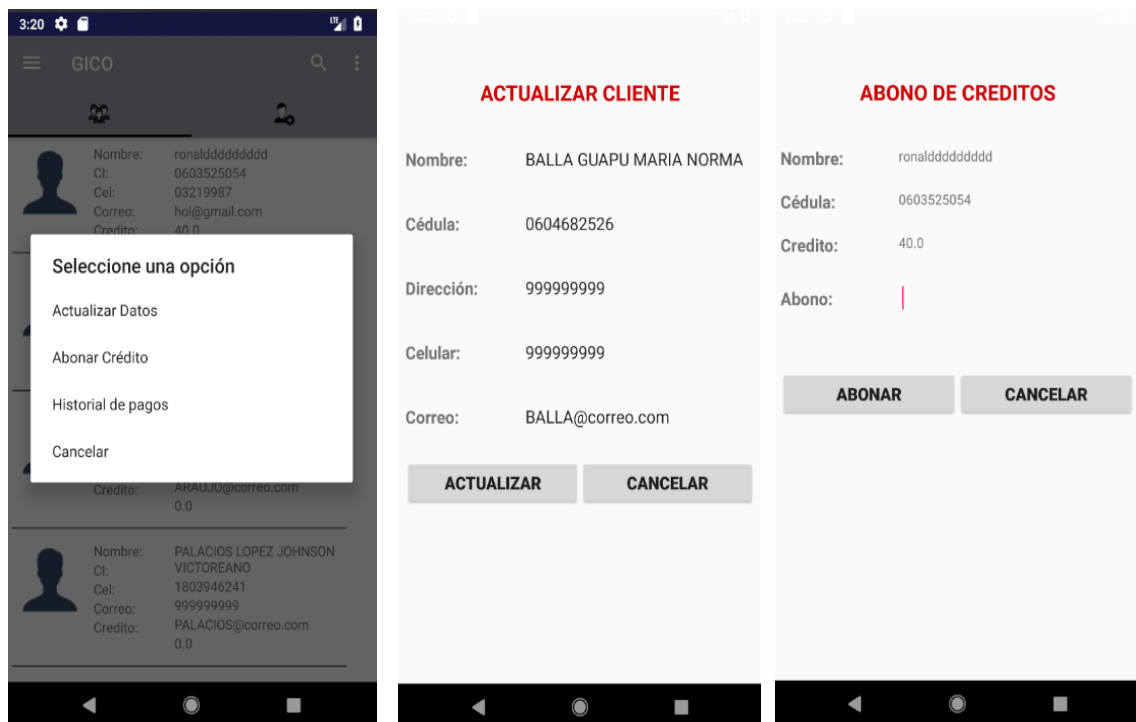 3:20
LTE
GICO
Nombre: ronalddddddddd
CI: 0603525054
Cel: 03219987
Correo: hol@gmail.com
Credito: 40.0
Seleccione una opción
Actualizar Datos
Abonar Crédito
Historial de pagos
Cancelar
Credito: ARAUJO@correo.com
0.0
Nombre: PALACIOS LOPEZ JOHNSON
CI: VICTOREANO
Cel: 1803946241
Correo: 999999999
Credito: PALACIOS@correo.com
0.0
ACTUALIZAR CLIENTE
Nombre: BALLA GUAPU MARIA NORMA
Cédula: 0604682526
Dirección: 999999999
Celular: 999999999
Correo: BALLA@correo.com
ACTUALIZAR CANCELAR
ABONO DE CREDITOS
Nombre: ronalddddddddd
Cédula: 0603525054
Credito: 40.0
Abono:
ABONAR CANCELAR